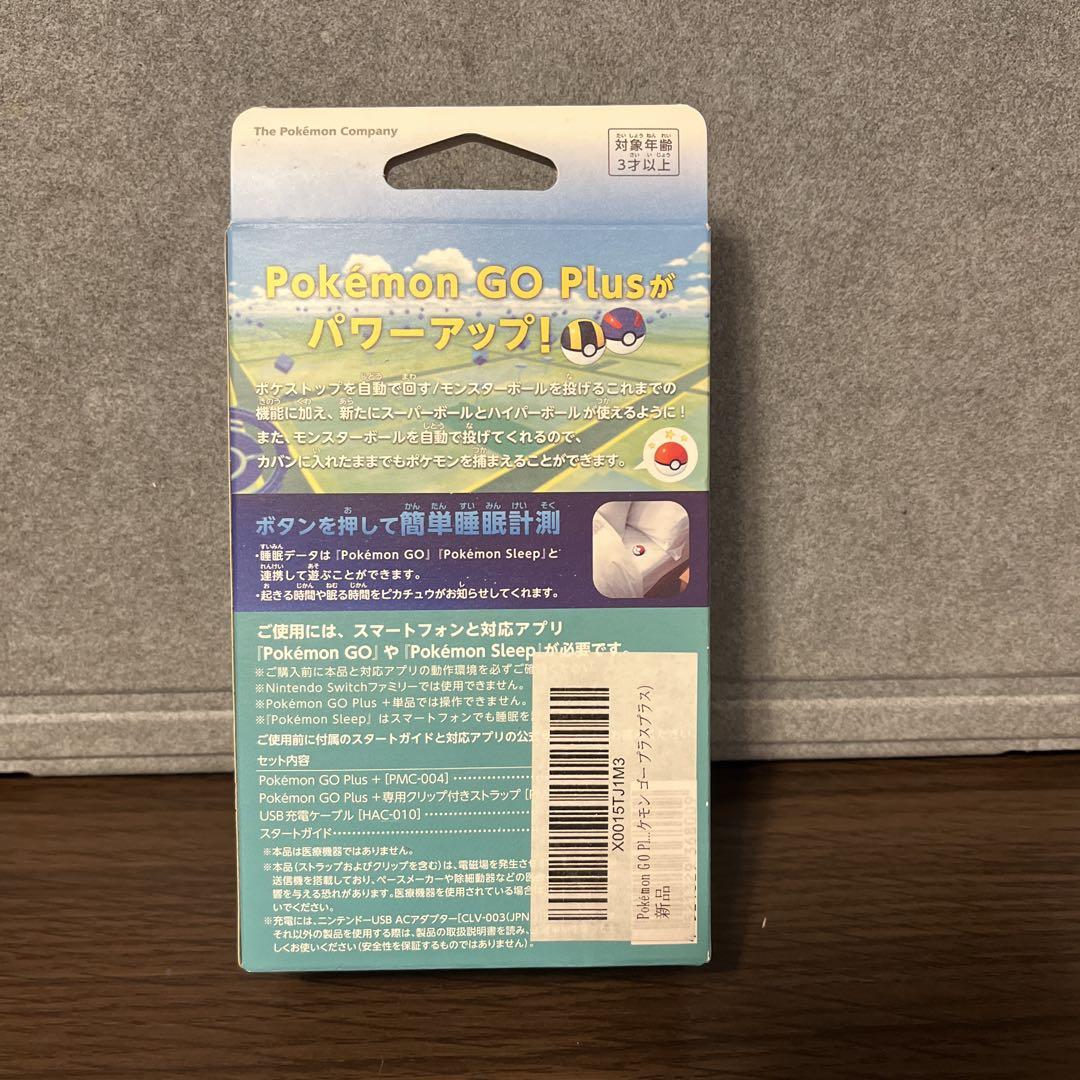 The Pokémon Company
対象年齢
3才以上
Pokémon GO Plusが
パワーアップ!
ポケストップを自動で回す/モンスターボールを投げるこれまでの
機能に加え、新たにスーパーボールとハイパーボールが使えるように!
また、モンスターボールを自動で投げてくれるので、
カバンに入れたままでもポケモンを捕まえることができます。
ボタンを押して簡単睡眠計測
・睡眠データは『Pokémon GO』『Pokémon Sleep』と
連携して遊ぶことができます。
・起きる時間や眠る時間をピカチュウがお知らせしてくれます。
ご使用には、スマートフォンと対応アプリ
『Pokémon GO』や『Pokémon Sleep』が必要です。
※ご購入前に本品と対応アプリの動作環境を必ずご確
※Nintendo Switchファミリーでは使用できません。
※Pokémon GO Plus +単品では操作できません。
※『Pokémon Sleep』はスマートフォンでも睡眠を
ご使用前に付属のスタートガイドと対応アプリの公式
セット内容
Pokémon GO Plus +[PMC-004]
Pokémon GO Plus +専用クリップ付きストラップ
USB充電ケーブル[HAC-010]
スタートガイド
※本品は医療機器ではありません。
※本品(ストラップおよびクリップを含む)は、電磁場を発生させ
送信機を搭載しており、ペースメーカーや除細動器などの医
響を与える恐れがあります。医療機器を使用されている場合
いでください。
※充電には、ニンテンドーUSB ACアダプター[CLV-003(JPN
それ以外の製品を使用する際は、製品の取扱説明書を読み、
しくお使いください(安全性を保証するものではありません)。
X0015TJ1M3
Pokémon GO Pl...ケモン ゴー プラスプラス)
新品